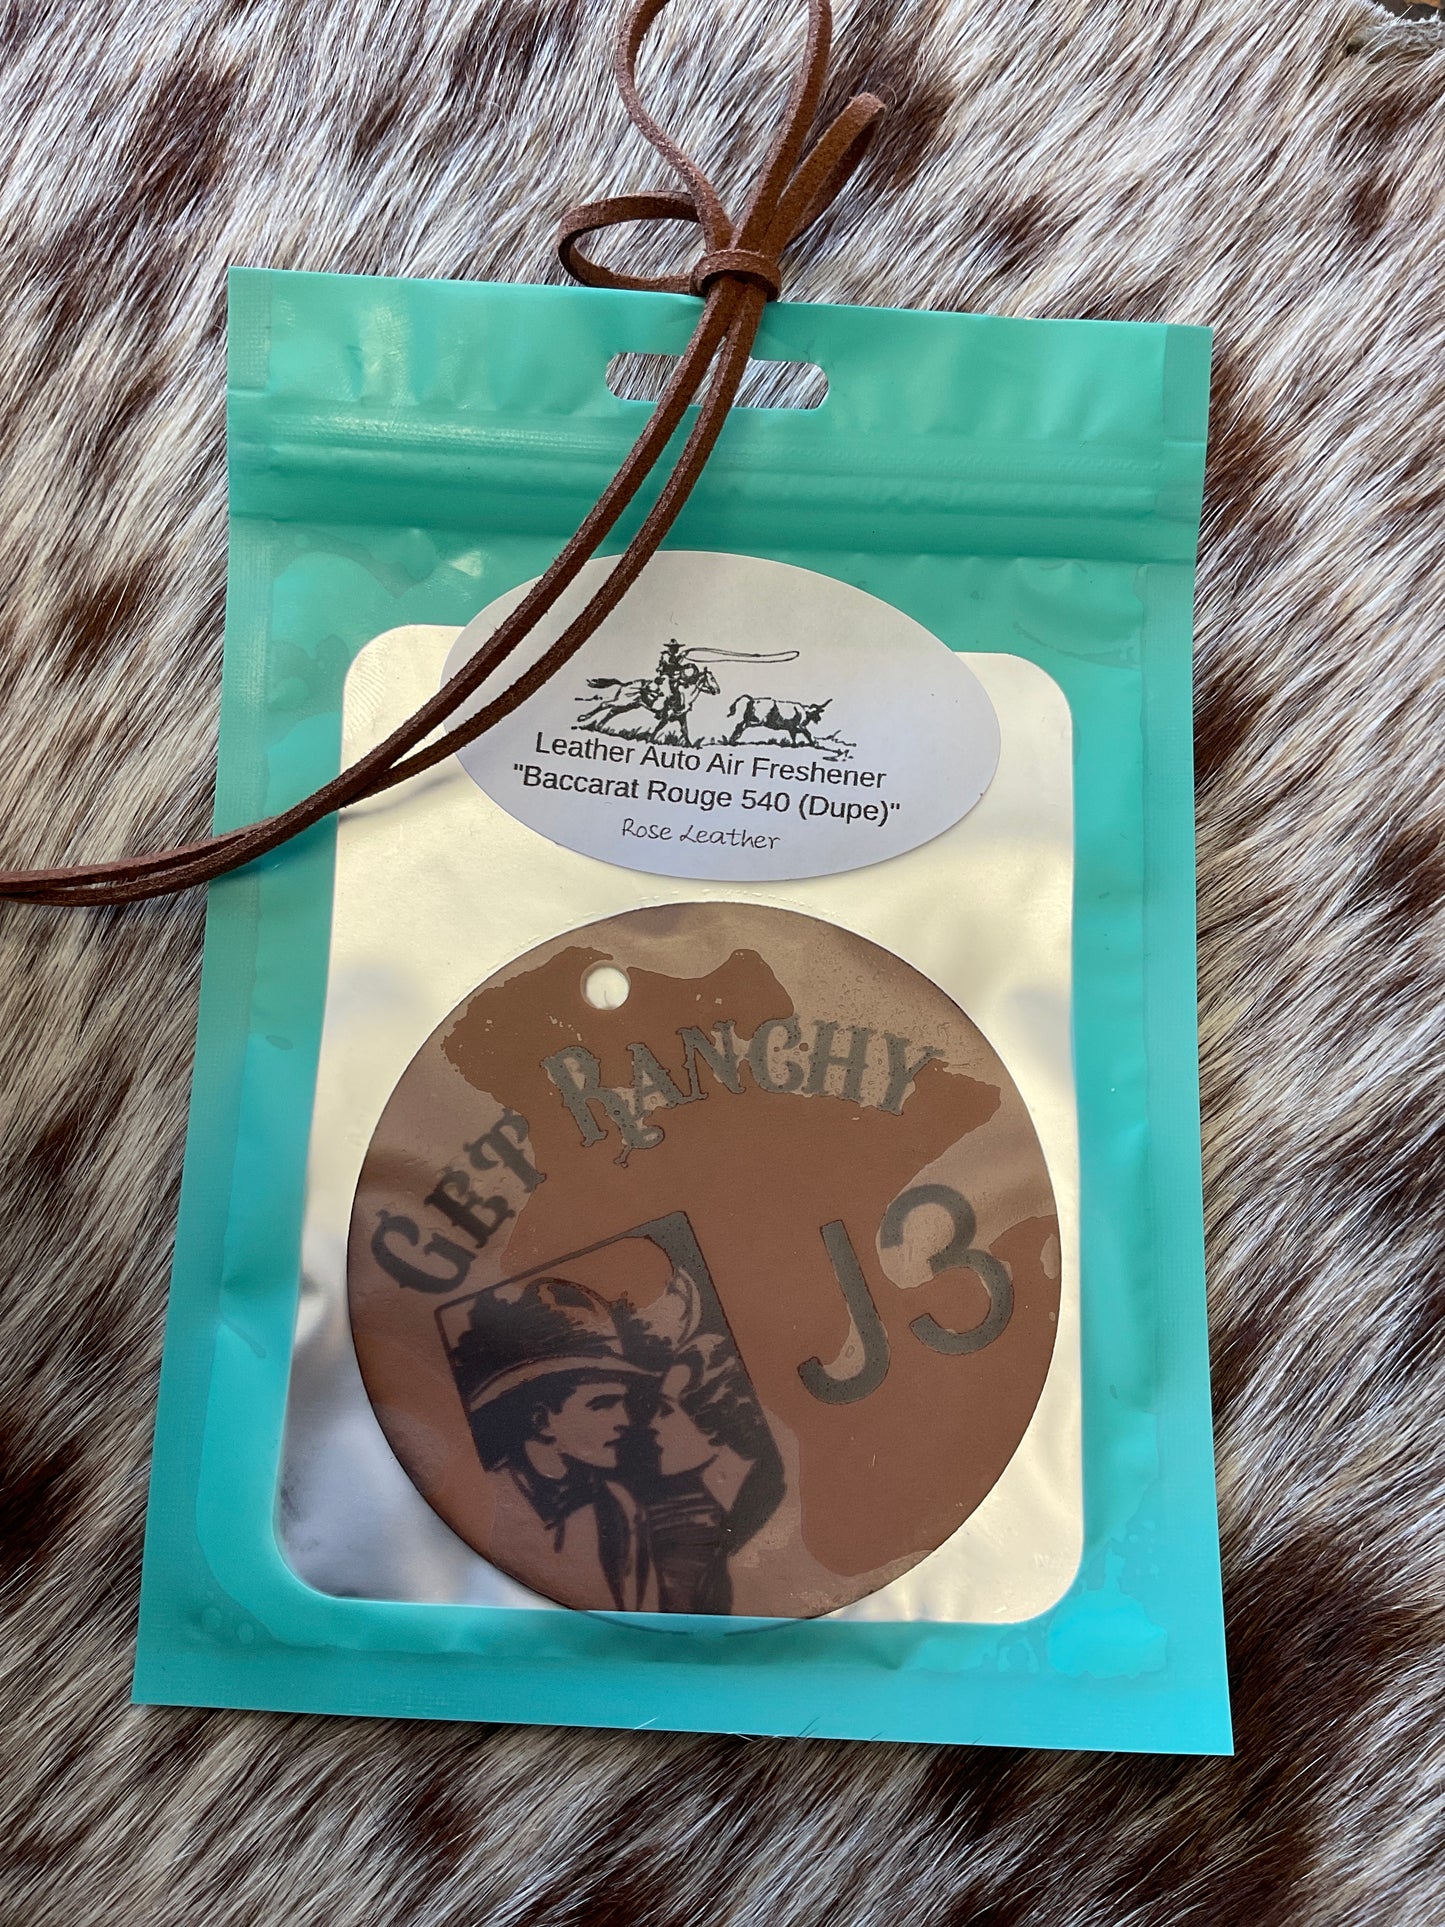 Leather Auto Air Freshener
"Baccarat Rouge 540 (Dupe)"
Rose Leather
GET RANCHY
J3